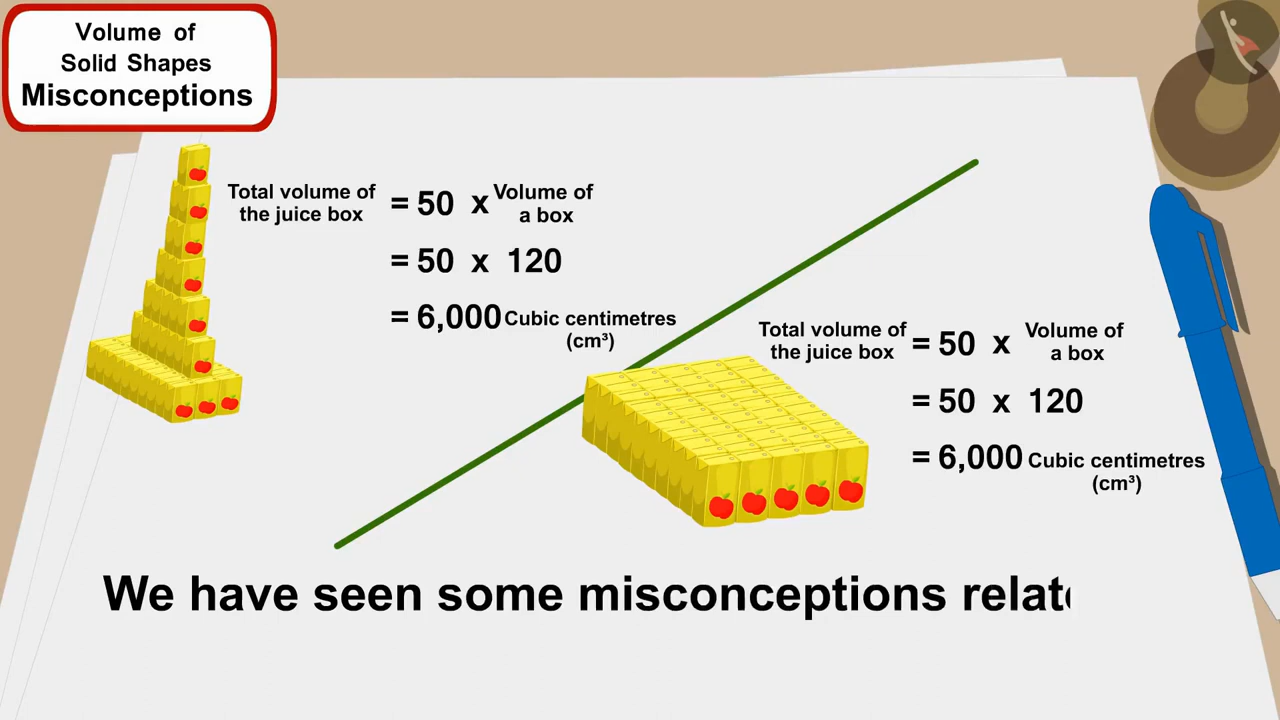 Volume of
Solid Shapes
Misconceptions
Total volume of
the juice box
= 50 x Volume of
a box
= 50 x 120
= 6,000 Cubic centimetres
(cm³)
Total volume of
the juice box
= 50 x Volume of
a box
= 50 x 120
= 6,000 Cubic centimetres
(cm³)
We have seen some misconceptions